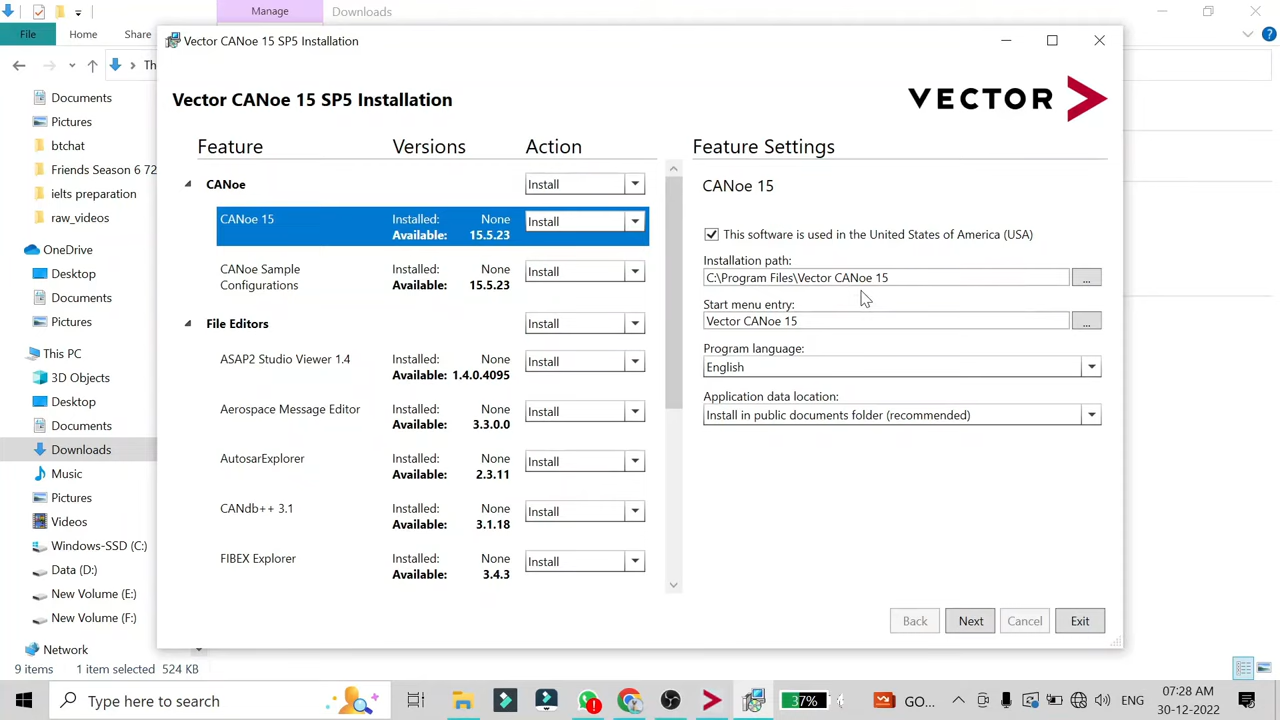 Manage
Downloads
File
Home
Share
Vector CANoe 15 SP5 Installation
Th
Documents
Pictures
btchat
Friends Season 6 72
ielts preparation
raw_videos
OneDrive
Desktop
Documents
Pictures
This PC
3D Objects
Desktop
Documents
Downloads
Music
Pictures
Videos
Windows-SSD (C:)
Data (D:)
New Volume (E:)
New Volume (F:)
Network
9 items
1 item selected
524 KB
Vector CANoe 15 SP5 Installation
VECTOR
Feature
Versions
Action
CANoe
Install
CANoe 15
Installed: None
Install
Available: 15.5.23
CANoe Sample
Installed: None
Install
Configurations
Available: 15.5.23
File Editors
Install
ASAP2 Studio Viewer 1.4
Installed: None
Install
Available: 1.4.0.4095
Aerospace Message Editor
Installed: None
Install
Available: 3.3.0.0
AutosarExplorer
Installed: None
Install
Available: 2.3.11
CANdb++ 3.1
Installed: None
Install
Available: 3.1.18
FIBEX Explorer
Installed: None
Install
Available: 3.4.3
Feature Settings
CANoe 15
This software is used in the United States of America (USA)
Installation path:
C:\Program Files\Vector CANoe 15
...
Start menu entry:
Vector CANoe 15
...
Program language:
English
Application data location:
Install in public documents folder (recommended)
Back
Next
Cancel
Exit
Type here to search
37%
GO...
ENG
07:28 AM
30-12-2022